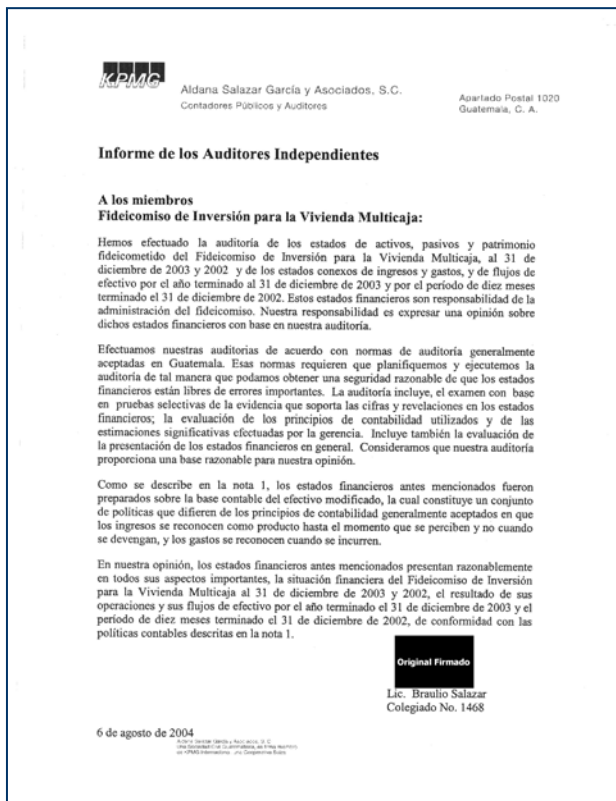 KPMG
Aldana Salazar García y Asociados, S.C.
Contadores Públicos y Auditores
Apartado Postal 1020
Guatemala, C. A.
Informe de los Auditores Independientes
A los miembros
Fideicomiso de Inversión para la Vivienda Multicaja:
Hemos efectuado la auditoría de los estados de activos, pasivos y patrimonio
fideicometido del Fideicomiso de Inversión para la Vivienda Multicaja, al 31 de
diciembre de 2003 y 2002 y de los estados conexos de ingresos y gastos, y de flujos de
efectivo por el año terminado al 31 de diciembre de 2003 y por el período de diez meses
terminado el 31 de diciembre de 2002. Estos estados financieros son responsabilidad de la
administración del fideicomiso. Nuestra responsabilidad es expresar una opinión sobre
dichos estados financieros con base en nuestra auditoría.
Efectuamos nuestras auditorias de acuerdo con normas de auditoría generalmente
aceptadas en Guatemala. Esas normas requieren que planifiquemos y ejecutemos la
auditoría de tal manera que podamos obtener una seguridad razonable de que los estados
financieros están libres de errores importantes. La auditoría incluye, el examen con base
en pruebas selectivas de la evidencia que soporta las cifras y revelaciones en los estados
financieros; la evaluación de los principios de contabilidad utilizados y de las
estimaciones significativas efectuadas por la gerencia. Incluye también la evaluación de
la presentación de los estados financieros en general. Consideramos que nuestra auditoría
proporciona una base razonable para nuestra opinión.
Como se describe en la nota 1, los estados financieros antes mencionados fueron
preparados sobre la base contable del efectivo modificado, la cual constituye un conjunto
de políticas que difieren de los principios de contabilidad generalmente aceptados en que
los ingresos se reconocen como producto hasta el momento que se perciben y no cuando
se devengan, y los gastos se reconocen cuando se incurren.
En nuestra opinión, los estados financieros antes mencionados presentan razonablemente
en todos sus aspectos importantes, la situación financiera del Fideicomiso de Inversión
para la Vivienda Multicaja al 31 de diciembre de 2003 y 2002, el resultado de sus
operaciones y sus flujos de efectivo por el año terminado el 31 de diciembre de 2003 y el
período de diez meses terminado el 31 de diciembre de 2002, de conformidad con las
políticas contables descritas en la nota 1.
Original Firmado
Lic. Braulio Salazar
Colegiado No. 1468
6 de agosto de 2004